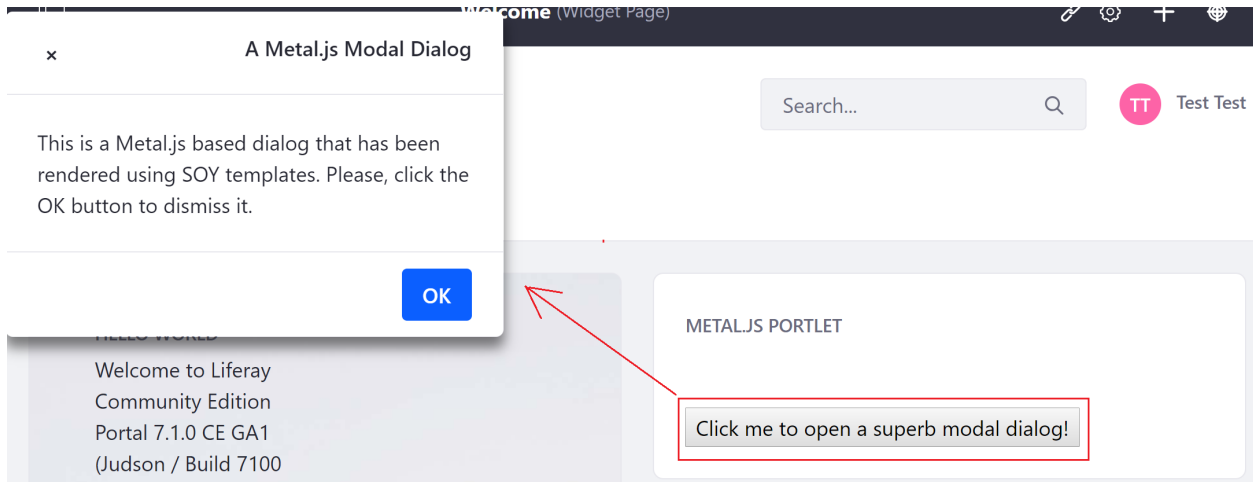 Welcome (Widget Page)
× A Metal.js Modal Dialog
This is a Metal.js based dialog that has been
rendered using SOY templates. Please, click the
OK button to dismiss it.
OK
Search...
TT Test Test
HELLO WORLD
Welcome to Liferay
Community Edition
Portal 7.1.0 CE GA1
(Judson / Build 7100
METAL.JS PORTLET
Click me to open a superb modal dialog!